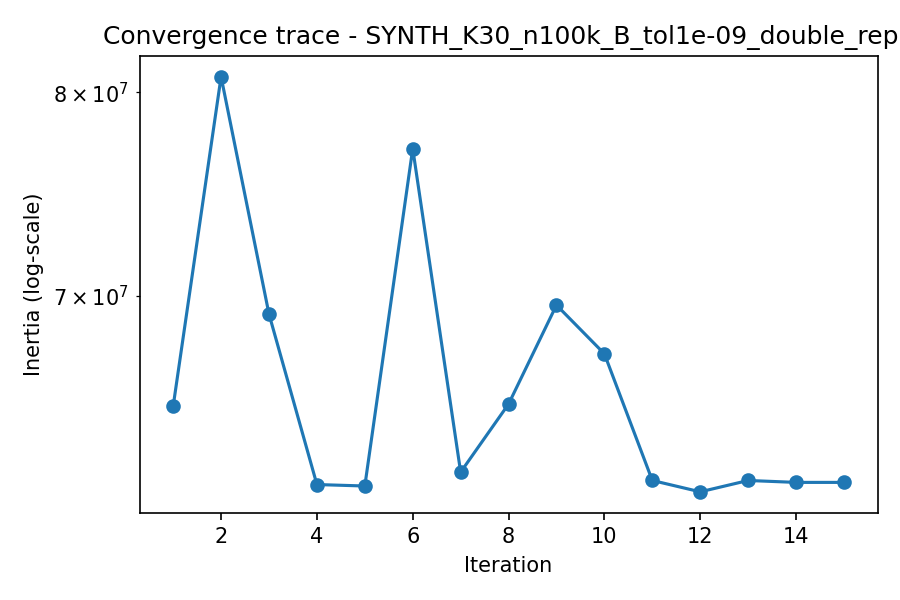 Convergence trace - SYNTH_K30_n100k_B_tol1e-09_double_rep
8 × 10⁷
7 × 10⁷
Inertia (log-scale)
2 4 6 8 10 12 14
Iteration